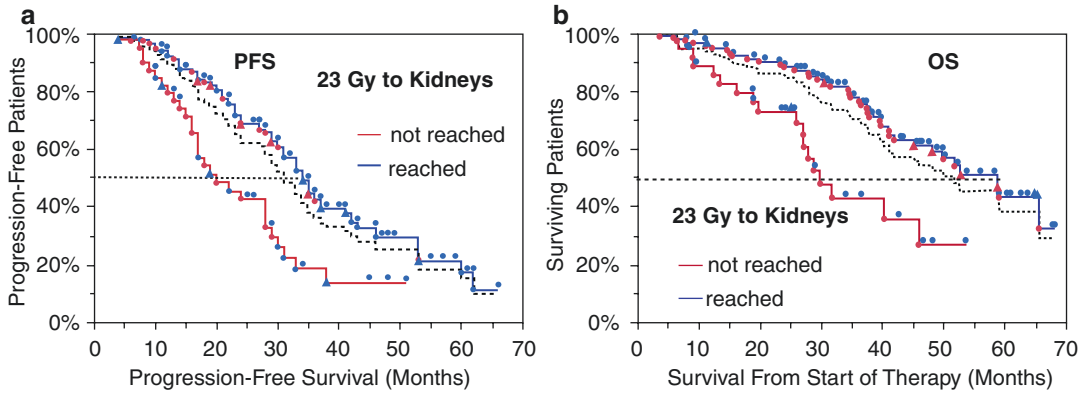 a
PFS
23 Gy to Kidneys
not reached
reached
Progression-Free Patients
100%
80%
60%
40%
20%
0%
0 10 20 30 40 50 60 70
Progression-Free Survival (Months)
b
OS
23 Gy to Kidneys
not reached
reached
Surviving Patients
100%
80%
60%
40%
20%
0%
0 10 20 30 40 50 60 70
Survival From Start of Therapy (Months)